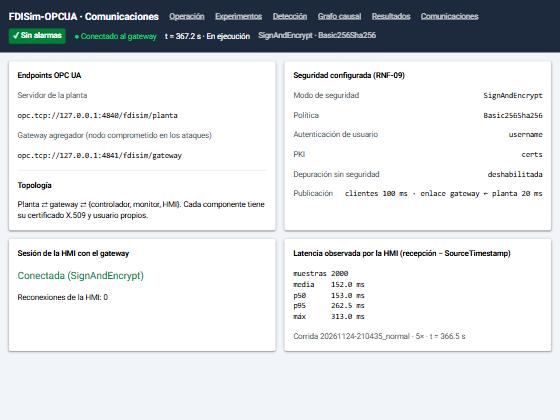 FDISim-OPCUA · Comunicaciones Operación Experimentos Detección Grafo causal Resultados Comunicaciones
✓ Sin alarmas ● Conectado al gateway t = 367.2 s · En ejecución SignAndEncrypt · Basic256Sha256
Endpoints OPC UA
Servidor de la planta
opc.tcp://127.0.0.1:4840/fdisim/planta
Gateway agregador (nodo comprometido en los ataques)
opc.tcp://127.0.0.1:4841/fdisim/gateway
Topología
Planta ⇄ gateway ⇄ {controlador, monitor, HMI}. Cada componente tiene
su certificado X.509 y usuario propios.
Seguridad configurada (RNF-09)
Modo de seguridad SignAndEncrypt
Política Basic256Sha256
Autenticación de usuario username
PKI certs
Depuración sin seguridad deshabilitada
Publicación clientes 100 ms · enlace gateway ← planta 20 ms
Sesión de la HMI con el gateway
Conectada (SignAndEncrypt)
Reconexiones de la HMI: 0
Latencia observada por la HMI (recepción − SourceTimestamp)
muestras 2000
media 152.0 ms
p50 153.0 ms
p95 262.5 ms
máx 313.0 ms
Corrida 20261124-210435_normal · 5× · t = 366.5 s